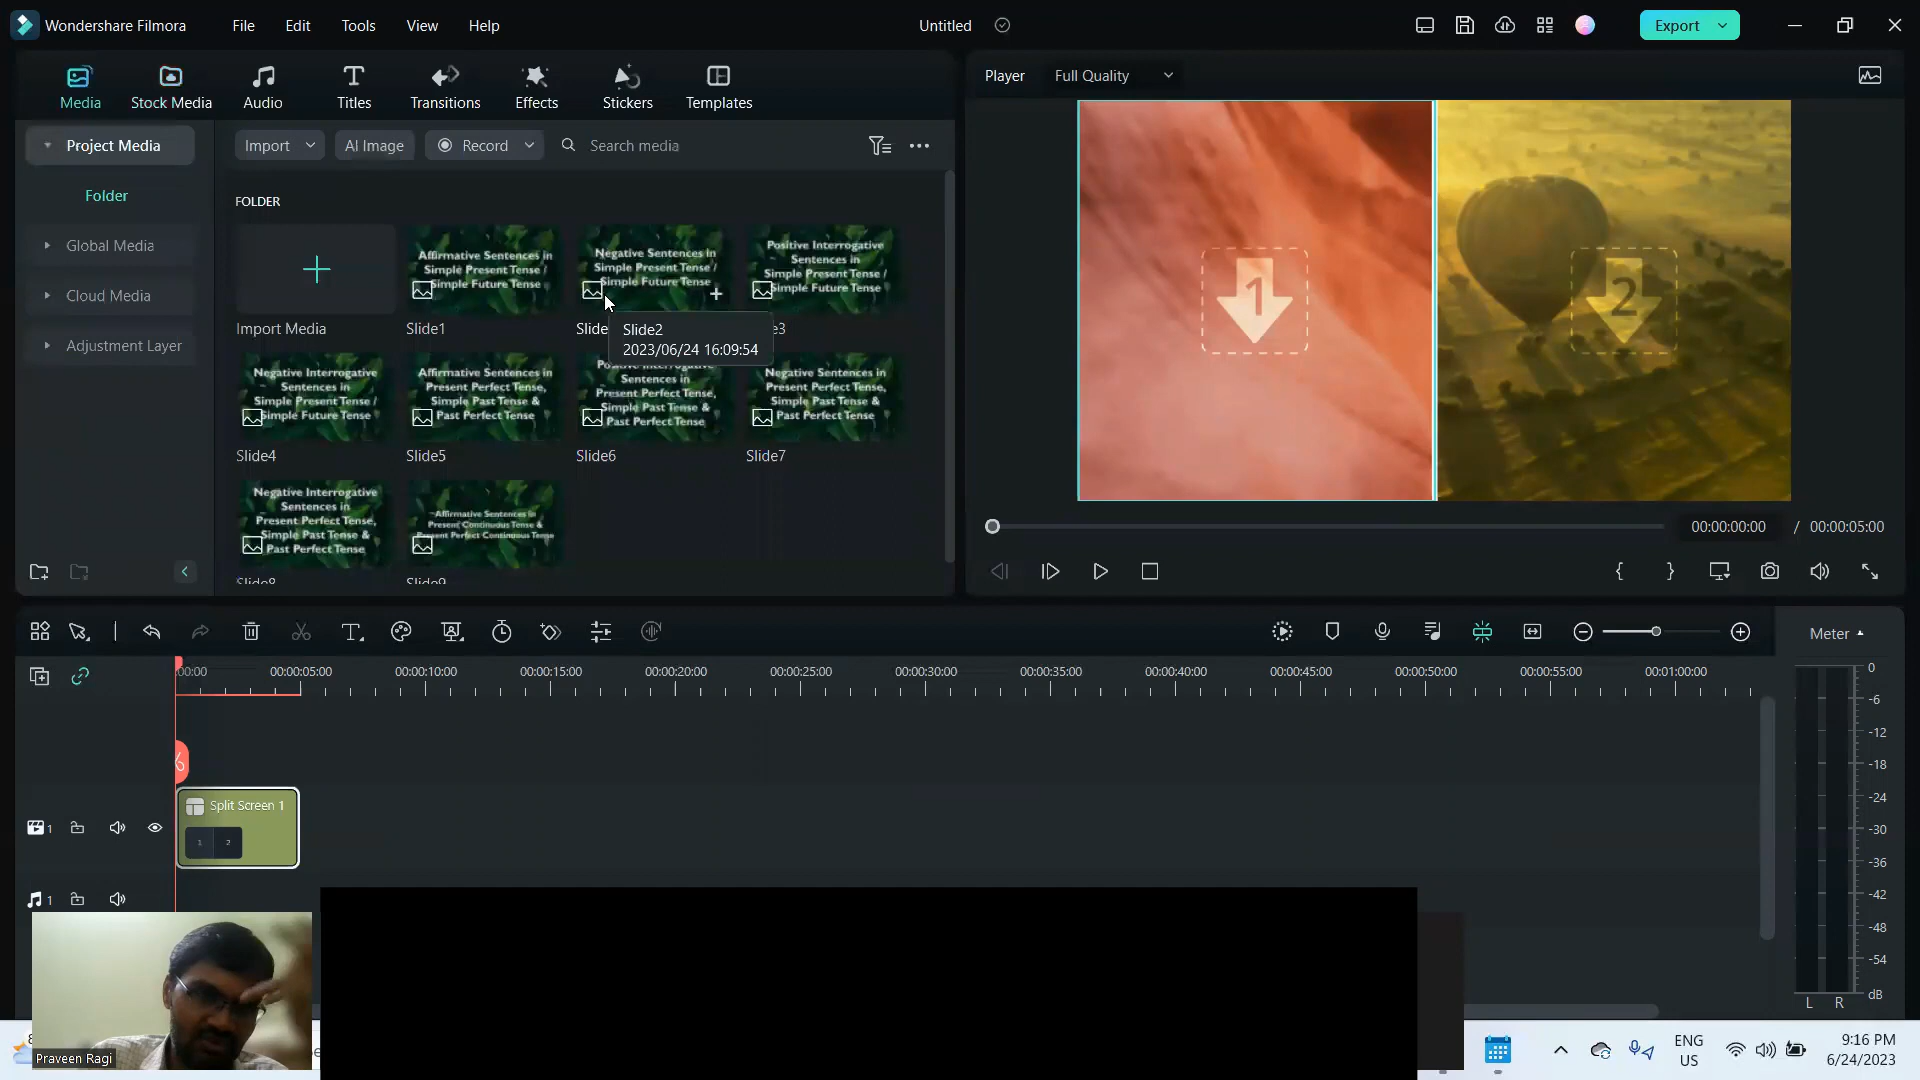 Wondershare Filmora
File
Edit
Tools
View
Help
Untitled
Export
Media
Stock Media
Audio
Titles
Transitions
Effects
Stickers
Templates
Player
Full Quality
Project Media
Folder
Global Media
Cloud Media
Adjustment Layer
Import
AI Image
Record
Search media
FOLDER
Import Media
Affirmative Sentences in
Simple Present Tense /
Simple Future Tense
Slide1
Negative Sentences in
Simple Present Tense /
Simple Future Tense
Slide
Slide2
2023/06/24 16:09:54
Positive Interrogative
Sentences in
Simple Present Tense /
Simple Future Tense
e3
Negative Interrogative
Sentences in
Simple Present Tense /
Simple Future Tense
Slide4
Affirmative Sentences in
Present Perfect Tense,
Simple Past Tense &
Past Perfect Tense
Slide5
Sentences in
Present Perfect Tense,
Simple Past Tense &
Past Perfect Tense
Slide6
Negative Sentences in
Present Perfect Tense,
Simple Past Tense &
Past Perfect Tense
Slide7
Negative Interrogative
Sentences in
Present Perfect Tense,
Simple Past Tense &
Past Perfect Tense
Slide8
Affirmative Sentences in
Present Continuous Tense &
Present Perfect Continuous Tense
Slide9
1
2
00:00:00:00 / 00:00:05:00
Meter
:00:00
00:00:05:00
00:00:10:00
00:00:15:00
00:00:20:00
00:00:25:00
00:00:30:00
00:00:35:00
00:00:40:00
00:00:45:00
00:00:50:00
00:00:55:00
00:01:00:00
Split Screen 1
1
2
1
1
0
-6
-12
-18
-24
-30
-36
-42
-48
-54
dB
L R
Praveen Ragi
ENG
US
9:16 PM
6/24/2023